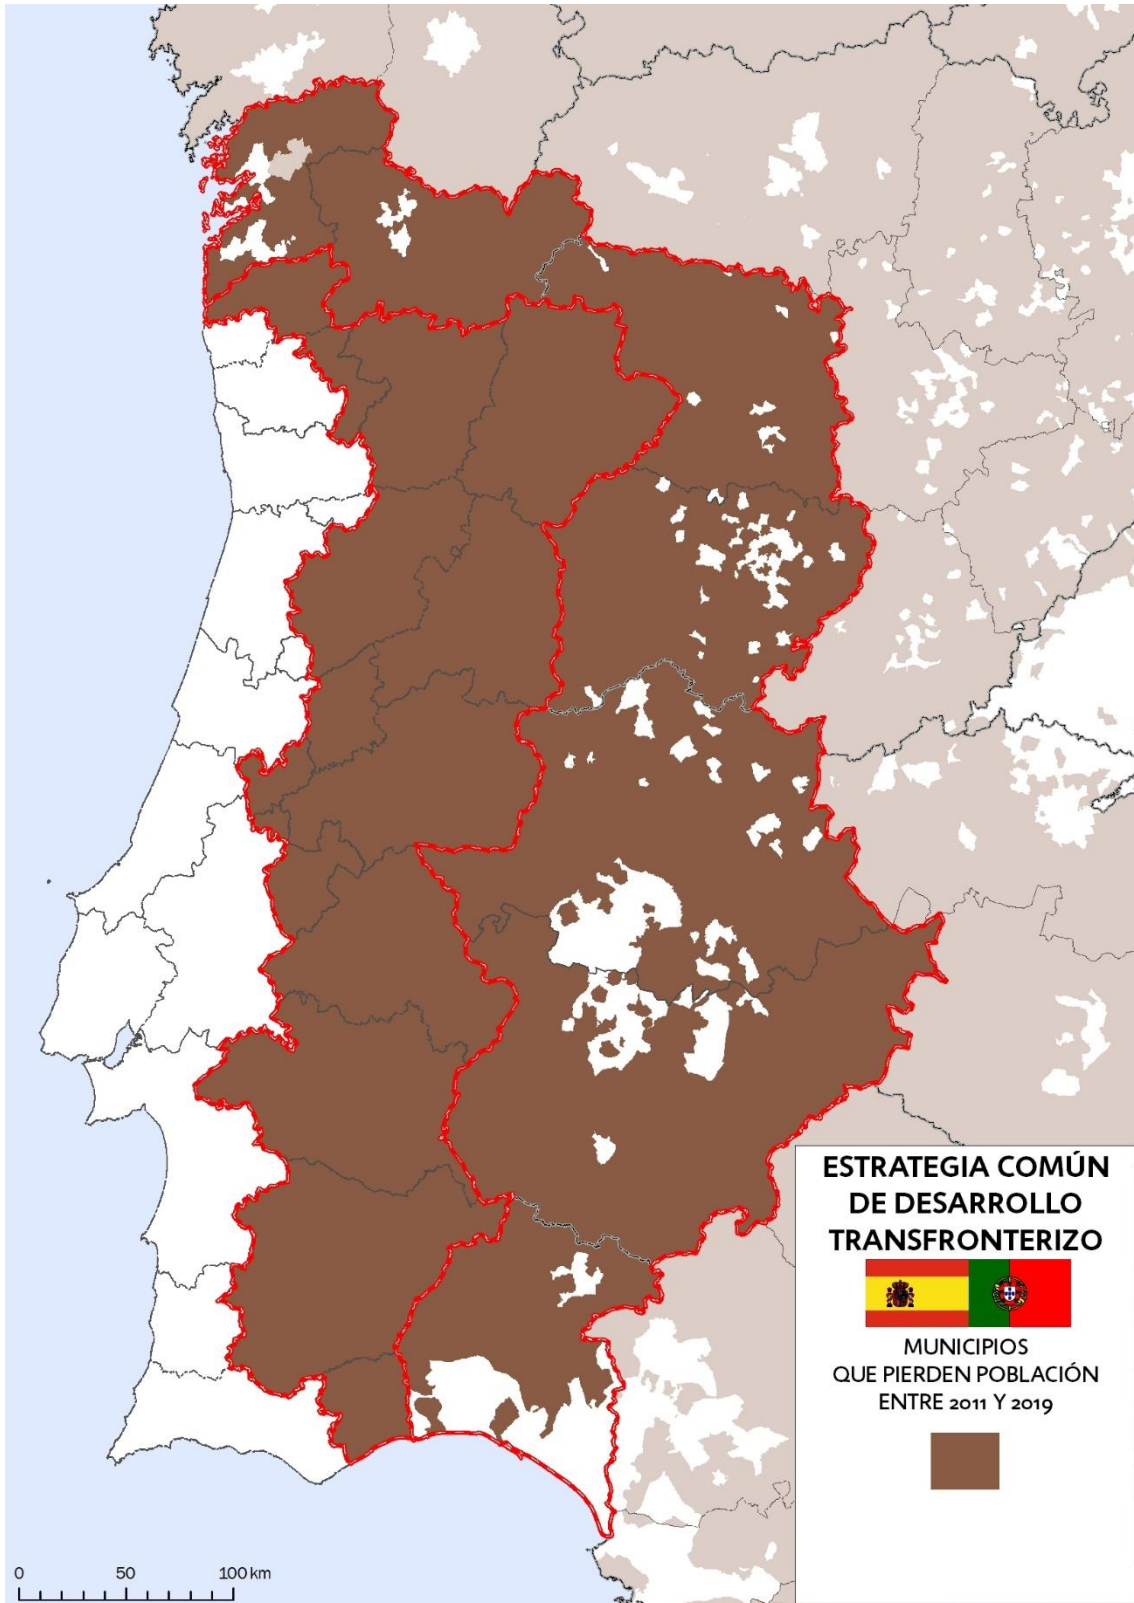 ESTRATEGIA COMÚN
DE DESARROLLO
TRANSFRONTERIZO
MUNICIPIOS
QUE PIERDEN POBLACIÓN
ENTRE 2011 Y 2019
0 50 100 km